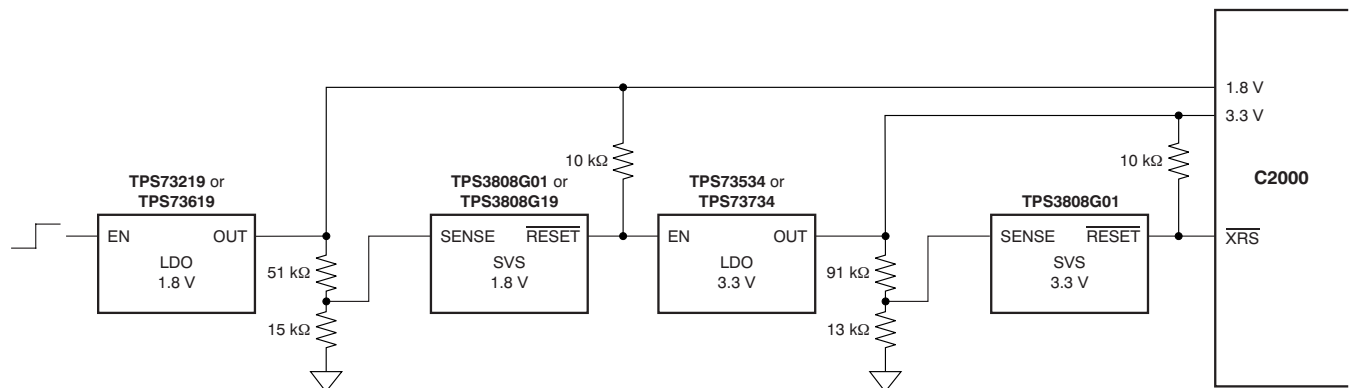 1.8 V
3.3 V
10 kΩ
10 kΩ
C2000
TPS73219 or
TPS73619
TPS3808G01 or
TPS3808G19
TPS73534 or
TPS73734
TPS3808G01
EN
OUT
LDO
1.8 V
SENSE
RESET
SVS
1.8 V
EN
OUT
LDO
3.3 V
SENSE
RESET
SVS
3.3 V
XRS
51 kΩ
15 kΩ
91 kΩ
13 kΩ